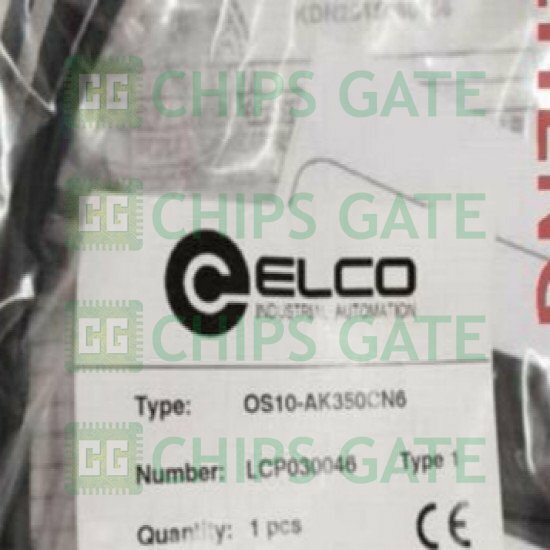 CHIPS GATE
CHIPS GATE
ELCO
INDUSTRIAL AUTOMATION
CHIPS GATE
Type: OS10-AK350CN6
CHIPS GATE
Number: LCP030046 Type 1
Quantity: 1 pcs
CE